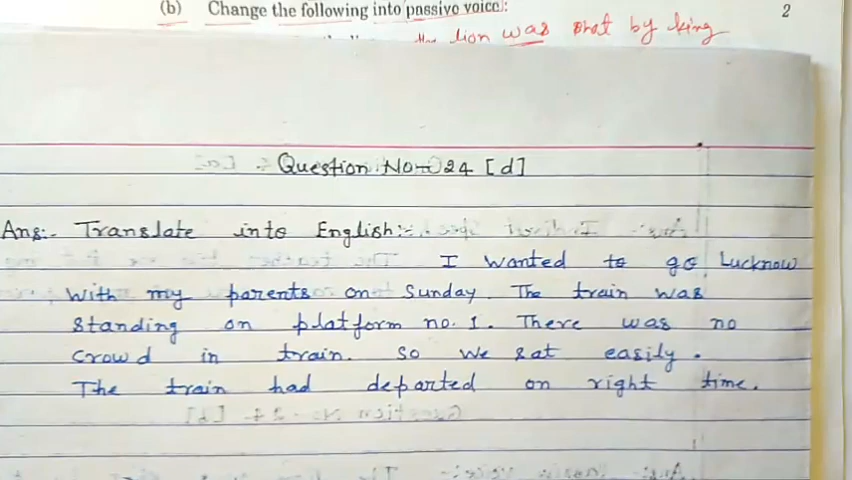 (b) Change the following into passive voice: 2
the lion was shot by king
Question No- 24 [d]
Ans:- Translate into English:-
I wanted to go Lucknow
with my parents on Sunday. The train was
standing on platform no. 1. There was no
crowd in train. So we sat easily.
The train had departed on right time.